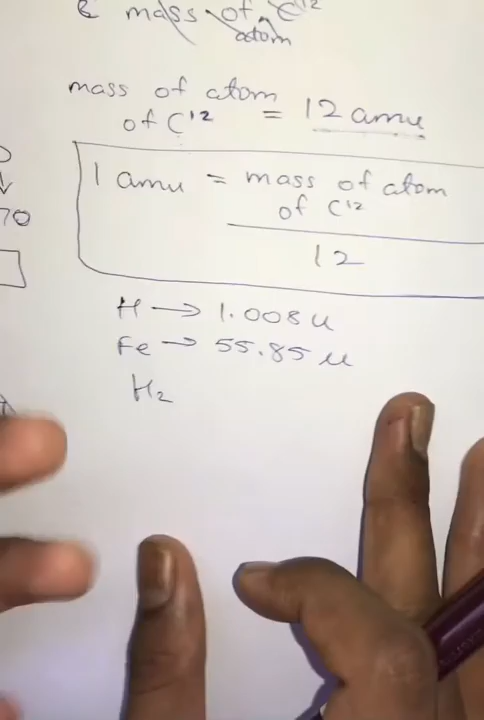 mass of C12
atom
mass of atom
of C12 = 12 amu
1 amu = mass of atom
of C12
12
H → 1.008 u
Fe → 55.85 u
H2
70